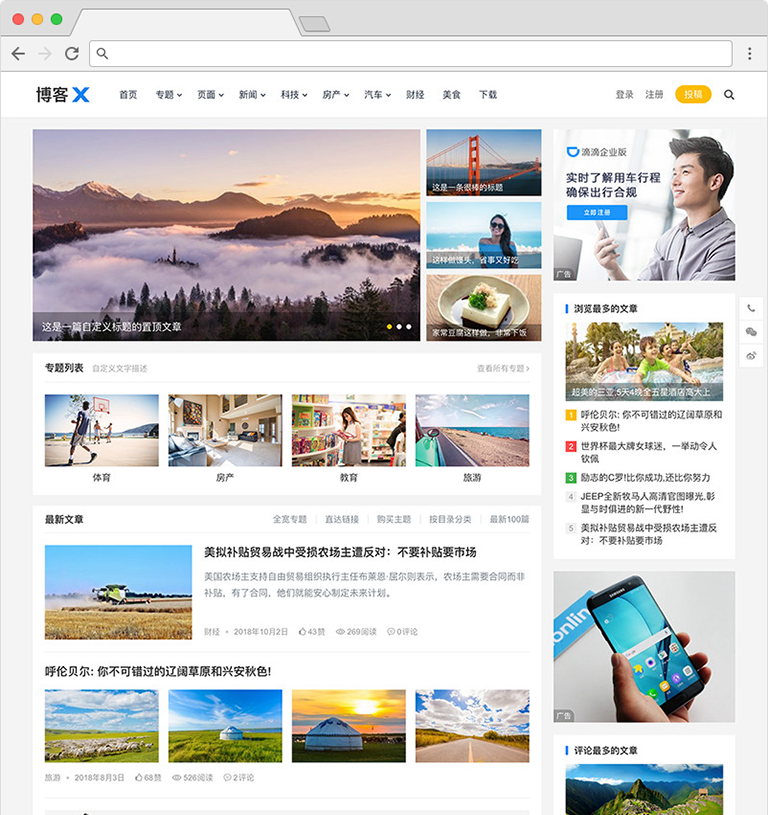 博客 X
首页 专题 页面 新闻 科技 房产 汽车 财经 美食 下载
登录 注册 投稿
这是一篇自定义标题的置顶文章
这是一条很棒的标题
这样做馒头，省事又好吃
家常豆腐这样做，非常下饭
滴滴企业版
实时了解用车行程
确保出行合规
立即注册
广告
专题列表 自定义文字描述 查看所有专题
体育 房产 教育 旅游
最新文章 全宽专题 直达链接 购买主题 按目录分类 最新100篇
美拟补贴贸易战中受损农场主遭反对：不要补贴要市场
美国农场主支持自由贸易组织执行主任布莱恩·屈尔则表示，农场主需要合同而非
补贴，有了合同，他们就能安心制定未来计划。
财经 • 2018年10月2日 43赞 269阅读 0评论
呼伦贝尔: 你不可错过的辽阔草原和兴安秋色!
旅游 • 2018年8月3日 68赞 526阅读 2评论
浏览最多的文章
超美的三亚,5天4晚全五星酒店高大上
1 呼伦贝尔: 你不可错过的辽阔草原和
兴安秋色!
2 世界杯最大牌女球迷，一举动令人
钦佩
3 励志的C罗!比你成功,还比你努力
4 JEEP全新牧马人高清官图曝光,彰
显与时俱进的新一代野性!
5 美拟补贴贸易战中受损农场主遭反
对：不要补贴要市场
online
SAMSUNG
广告
评论最多的文章